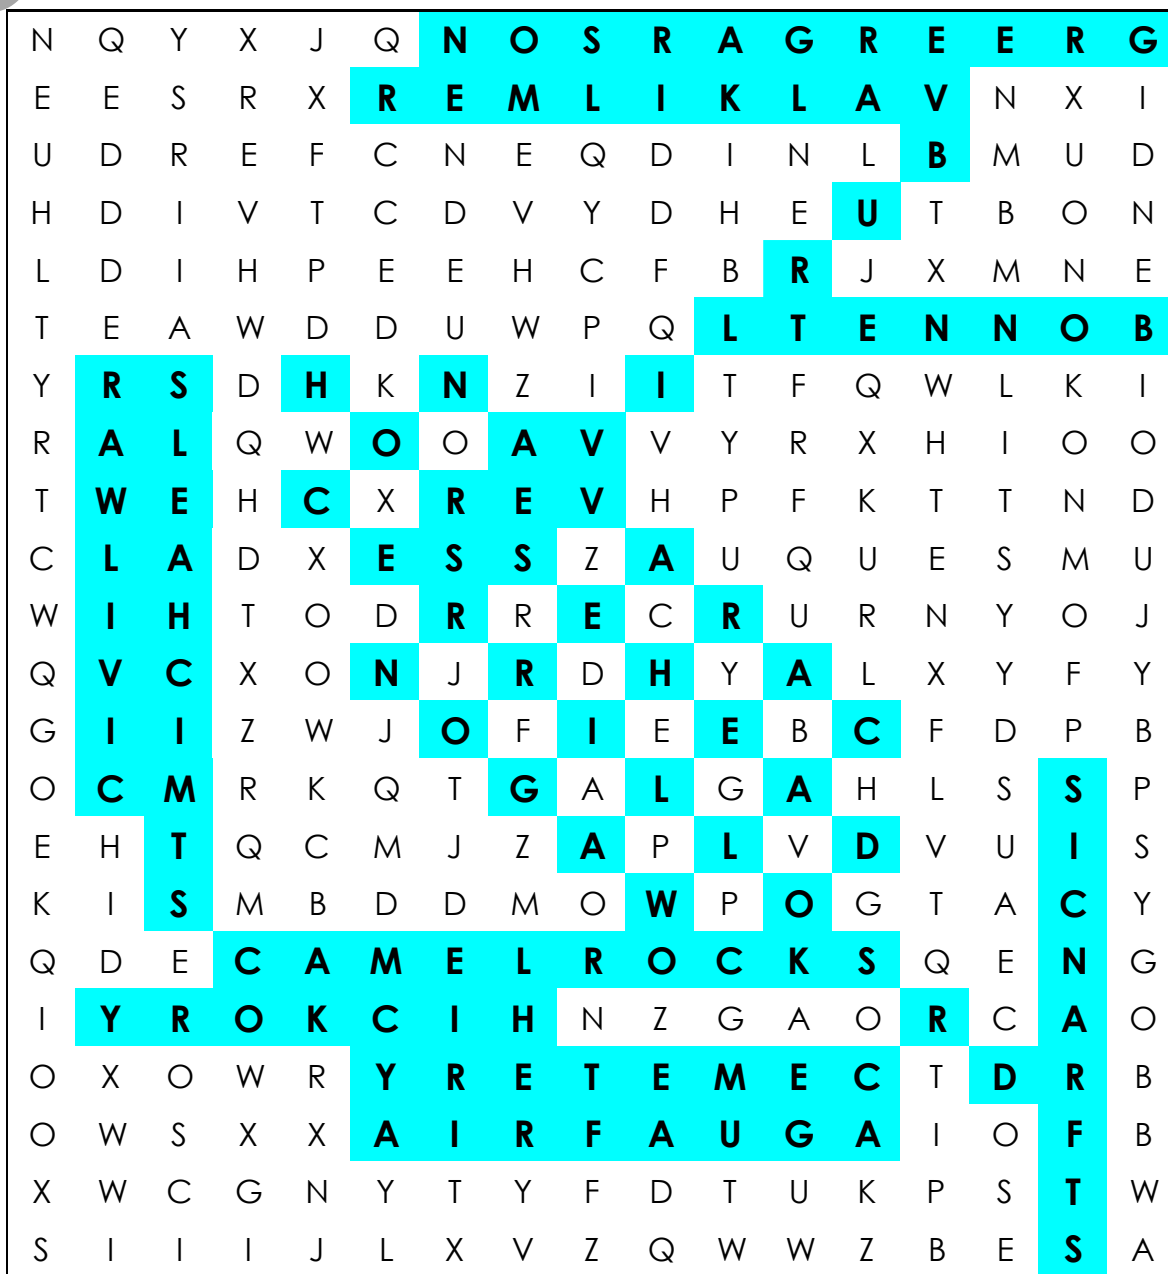 N Q Y X J Q N O S R A G R E E R G
E E S R X R E M L I K L A V N X I
U D R E F C N E Q D I N L B M U D
H D I V T C D V Y D H E U T B O N
L D I H P E E H C F B R J X M N E
T E A W D D U W P Q L T E N N O B
Y R S D H K N Z I I T F Q W L K I
R A L Q W O O A V V Y R X H I O O
T W E H C X R E V H P F K T T N D
C L A D X E S S Z A U Q U E S M U
W I H T O D R R E C R U R N Y O J
Q V C X O N J R D H Y A L X Y F Y
G I I Z W J O F I E E B C F D P B
O C M R K Q T G A L G A H L S S P
E H T Q C M J Z A P L V D V U I S
K I S M B D D M O W P O G T A C Y
Q D E C A M E L R O C K S Q E N G
I Y R O K C I H N Z G A O R C A O
O X O W R Y R E T E M E C T D R B
O W S X X A I R F A U G A I O F B
X W C G N Y T Y F D T U K P S T W
S I I I J L X V Z Q W W Z B E S A